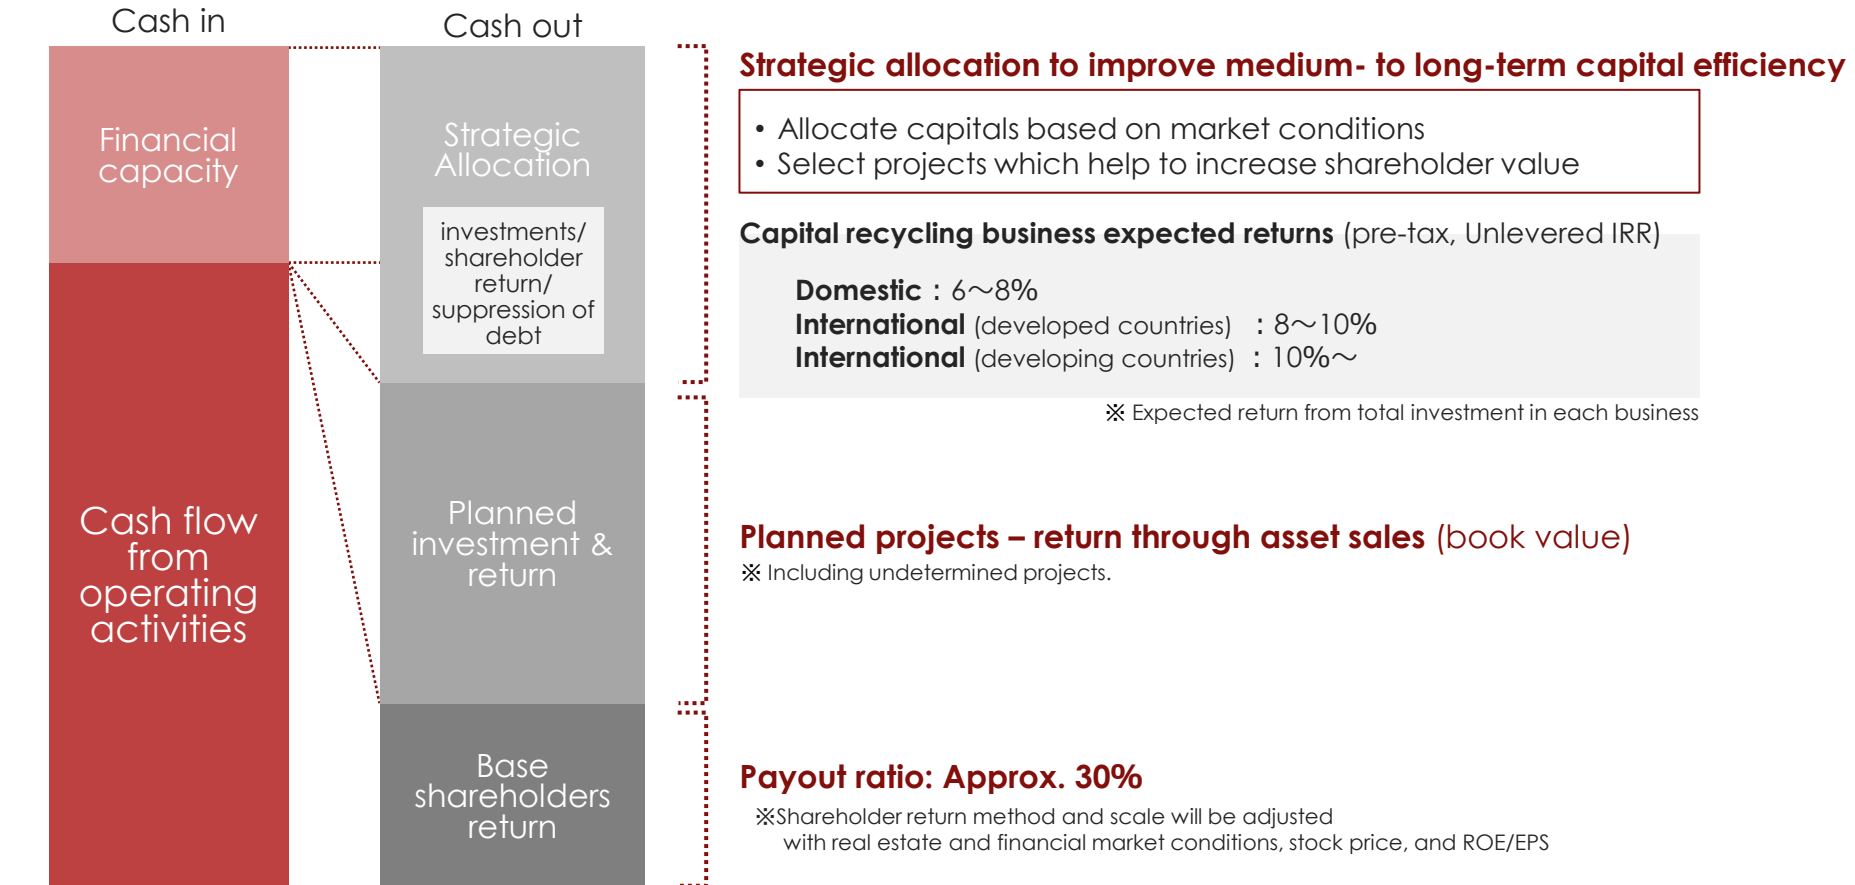 Cash in
Cash out
Financial
capacity
Cash flow
from
operating
activities
Strategic
Allocation
investments/
shareholder
return/
suppression of
debt
Planned
investment &
return
Base
shareholders
return
Strategic allocation to improve medium- to long-term capital efficiency
• Allocate capitals based on market conditions
• Select projects which help to increase shareholder value
Capital recycling business expected returns (pre-tax, Unlevered IRR)
Domestic：6～8%
International (developed countries) ：8～10%
International (developing countries) ：10%～
※ Expected return from total investment in each business
Planned projects – return through asset sales (book value)
※ Including undetermined projects.
Payout ratio: Approx. 30%
※Shareholder return method and scale will be adjusted
with real estate and financial market conditions, stock price, and ROE/EPS